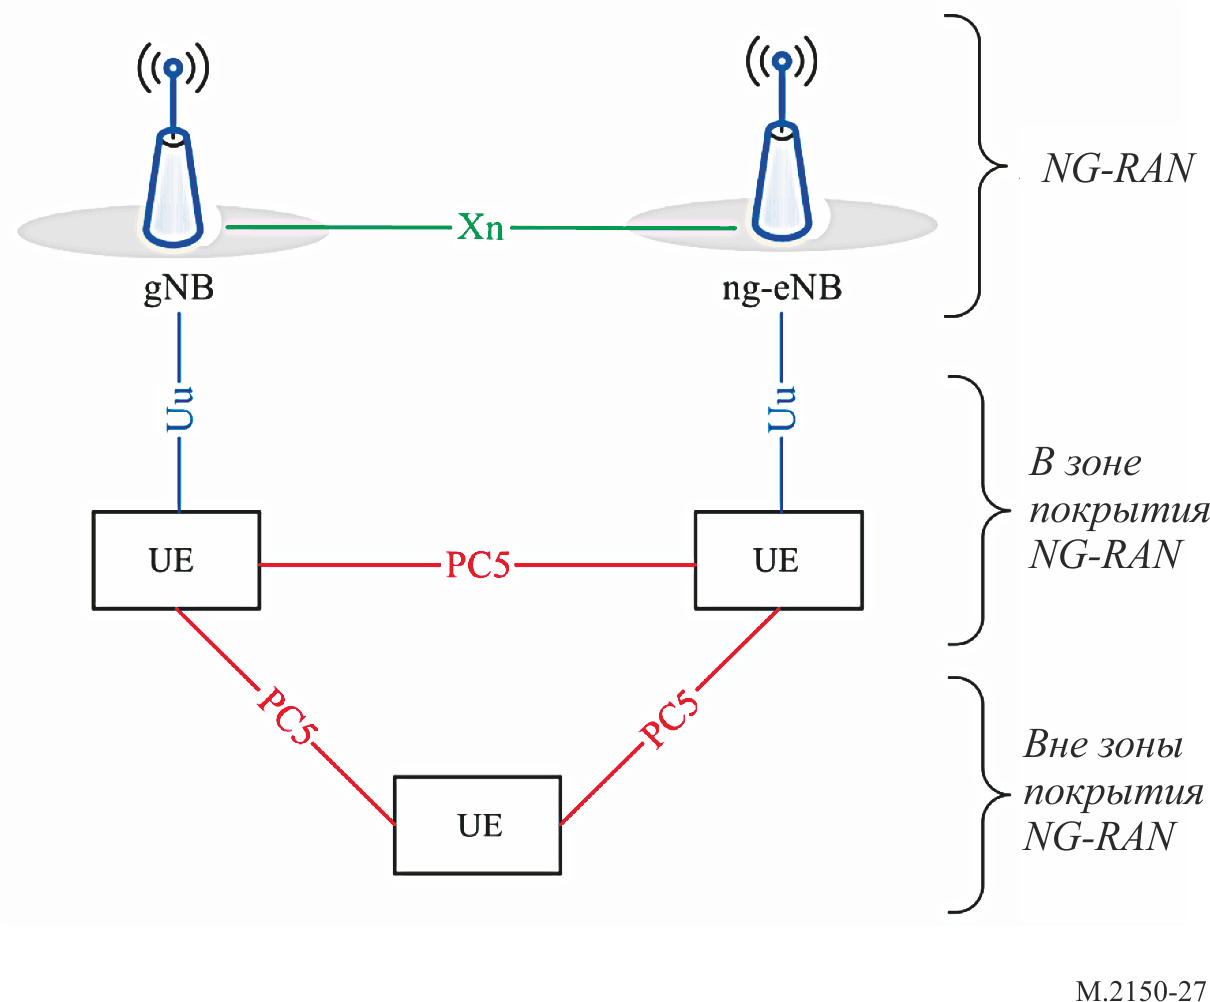 NG-RAN
Xn
gNB
ng-eNB
Uu
Uu
В зоне
покрытия
NG-RAN
UE
PC5
UE
PC5
PC5
Вне зоны
покрытия
NG-RAN
UE
M.2150-27